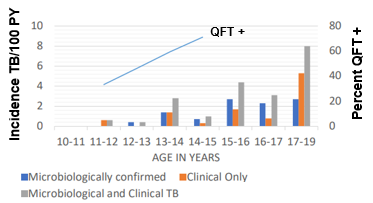 Incidence TB/100 PY
10
8
6
4
2
0
QFT +
80
60
40
20
0
Percent QFT +
10-11 11-12 12-13 13-14 14-15 15-16 16-17 17-19
AGE IN YEARS
Microbiologically confirmed Clinical Only
Microbiological and Clinical TB